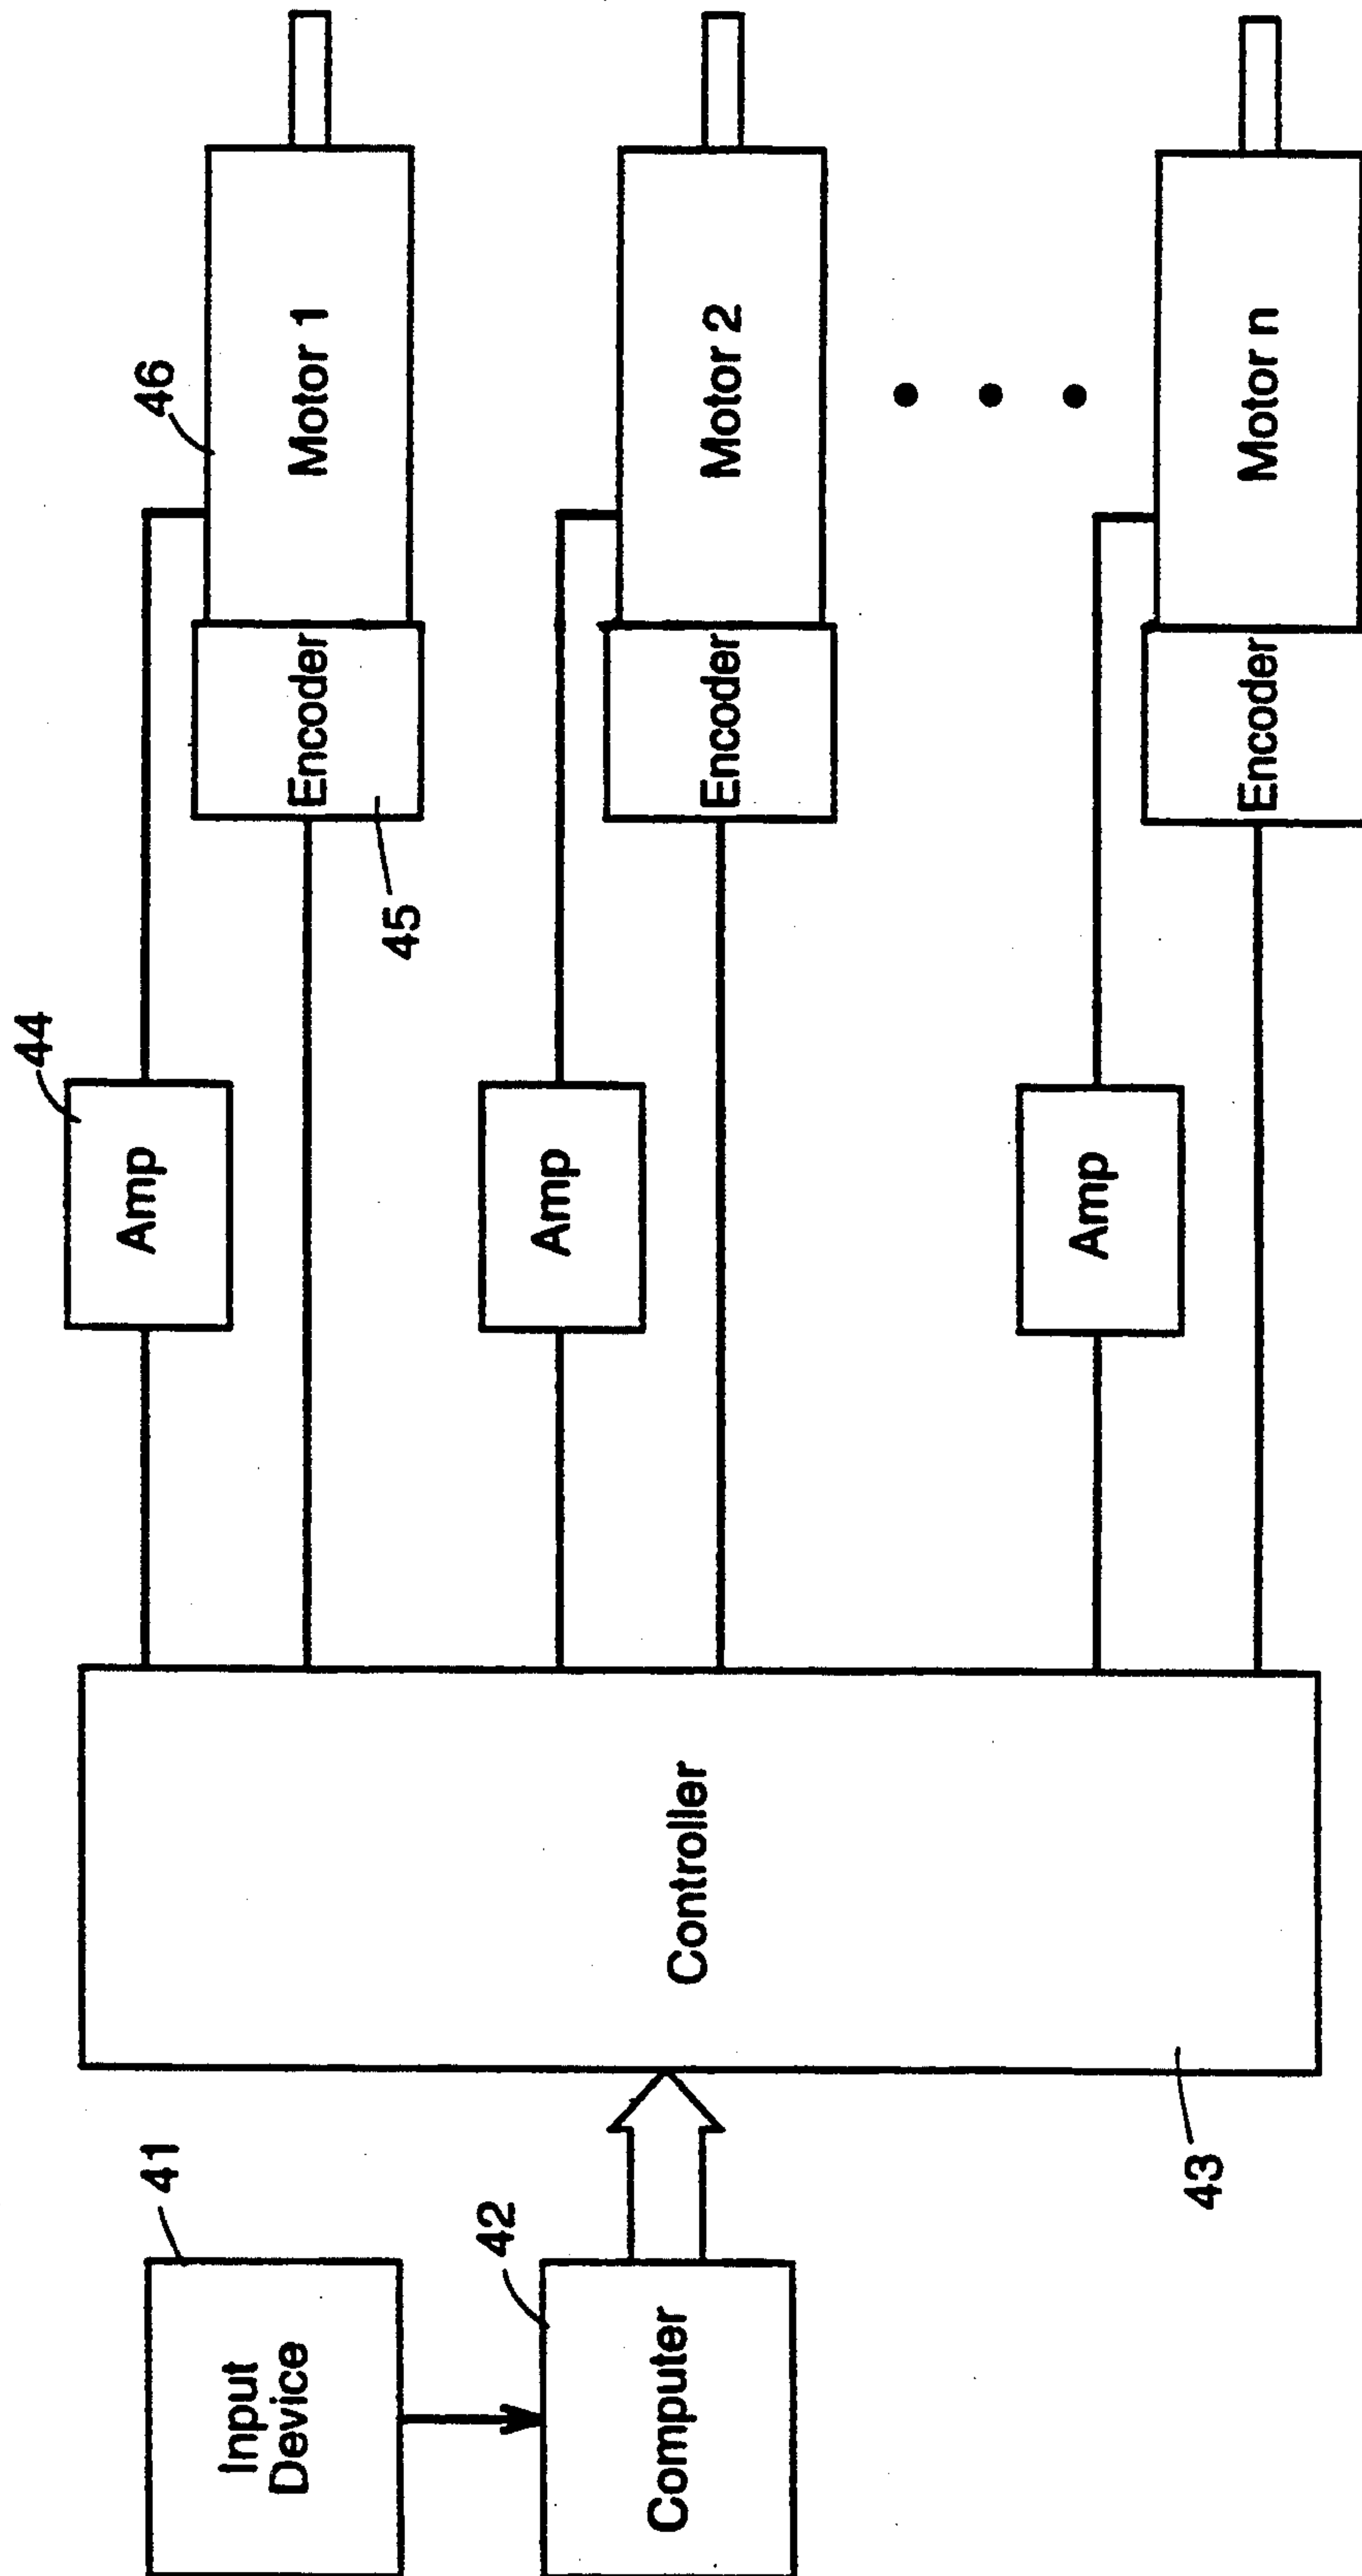 41
Input
Device
42
Computer
43
Controller
44
Amp
45
Encoder
46
Motor 1
Amp
Encoder
Motor 2
Amp
Encoder
Motor n